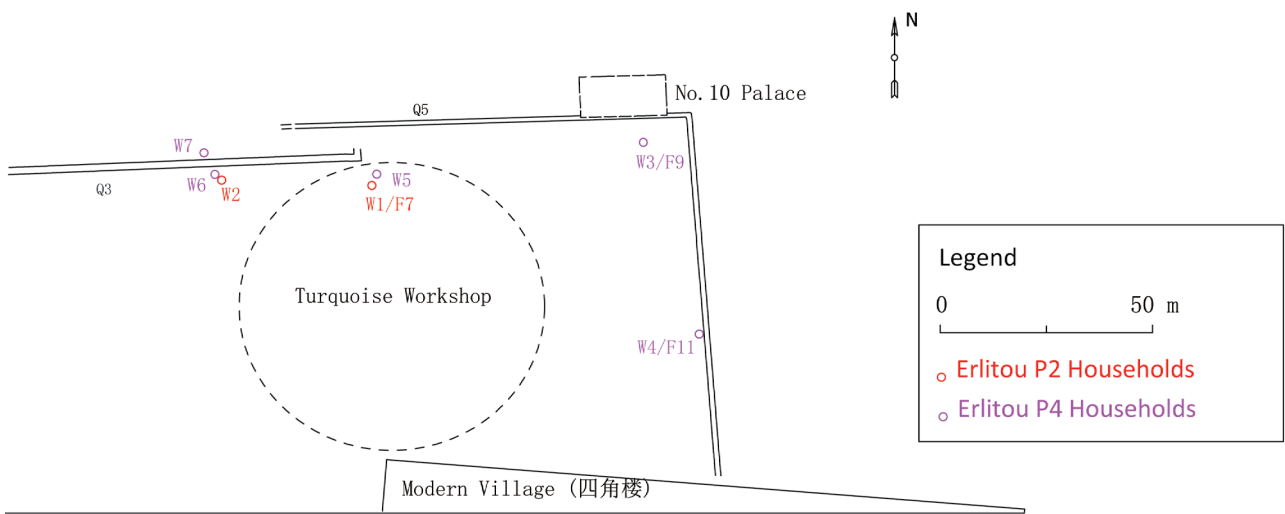 N
No.10 Palace
Q5
W7
W3/F9
Q3
W6
W2
W5
W1/F7
Turquoise Workshop
W4/F11
Modern Village (四角楼)
Legend
0 50 m
Erlitou P2 Households
Erlitou P4 Households